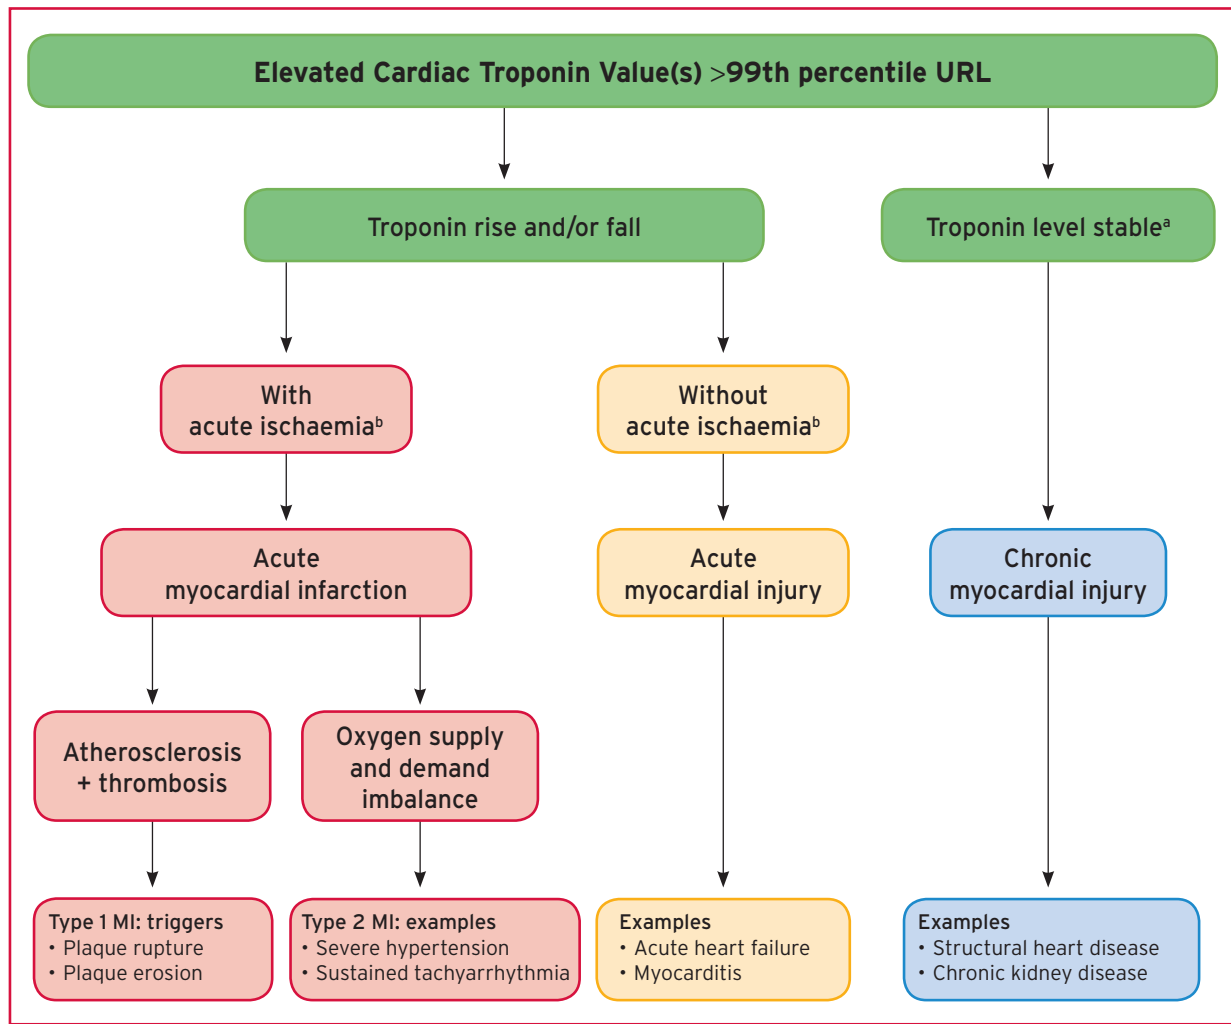 Elevated Cardiac Troponin Value(s) >99th percentile URL
Troponin rise and/or fall
Troponin level stableᵃ
With
acute ischaemiaᵇ
Without
acute ischaemiaᵇ
Acute
myocardial infarction
Acute
myocardial injury
Chronic
myocardial injury
Atherosclerosis
+ thrombosis
Oxygen supply
and demand
imbalance
Type 1 MI: triggers
• Plaque rupture
• Plaque erosion
Type 2 MI: examples
• Severe hypertension
• Sustained tachyarrhythmia
Examples
• Acute heart failure
• Myocarditis
Examples
• Structural heart disease
• Chronic kidney disease